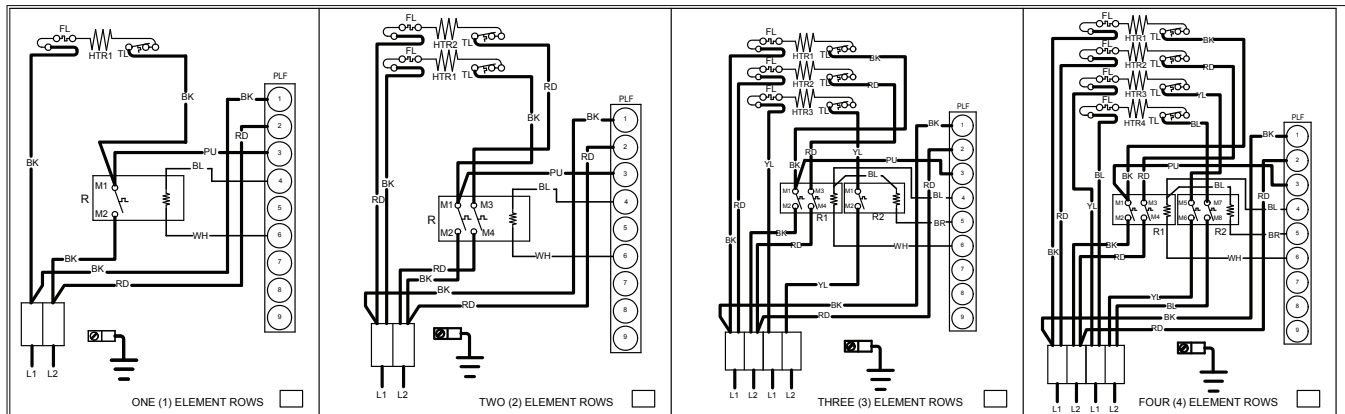 FL
HTR1
TL
BK
BK
BK
PLF
1
BK
RD
2
PU
3
BL
4
M1
R
M2
5
WH
6
BK
BK
7
RD
8
9
L1 L2
ONE (1) ELEMENT ROWS
FL
HTR2
TL
FL
HTR1
TL
RD
BK
BK
RD
PLF
BK
1
RD
2
PU
3
BL
4
M1 M3
R
M2 M4
5
WH
6
RD
BK
7
BK
RD
8
9
L1 L2
TWO (2) ELEMENT ROWS
FL
HTR1
TL
BK
FL
HTR2
TL
RD
FL
HTR3
TL
PLF
BK
1
RD
2
YL
BK
RD
YL
PU
3
BL
RD
M1 M3
M2 M4
R1
M1
M2
R2
BL
4
BR
5
RD
BK
BK
RD
WH
6
7
YL
8
BK
RD
9
L1 L2 L1 L2
THREE (3) ELEMENT ROWS
FL
HTR1
TL
BK
FL
HTR2
TL
RD
FL
HTR3
TL
YL
FL
HTR4
TL
BL
PLF
BK
1
RD
BL
2
PU
BK
RD
3
BL
RD
YL
M1 M3
M2 M4
R1
M5 M7
M6 M8
R2
BL
4
BR
5
BK
BK
RD
WH
6
7
YL
BL
8
BK
RD
9
L1 L2 L1 L2
FOUR (4) ELEMENT ROWS